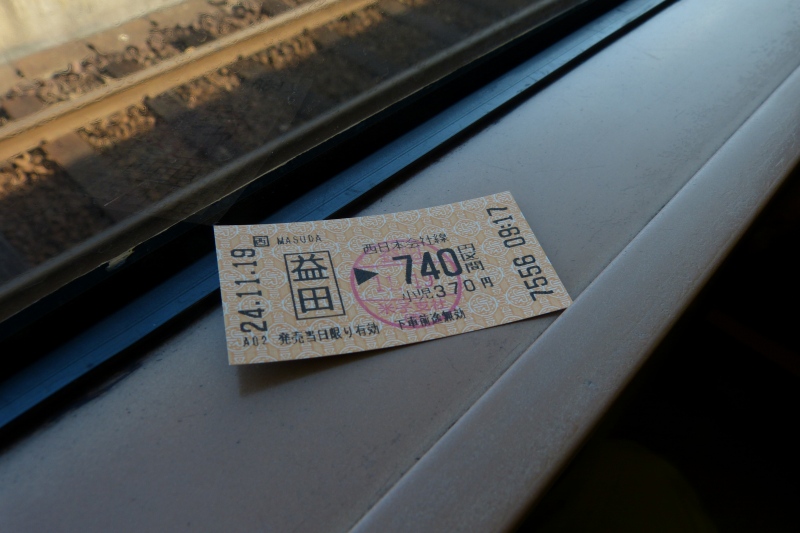 24.11.19
西 MASUDA
益田
西日本会社線
▶ 740円区間
小児370円
7556 09:17
A02 発売当日限り有効 下車前途無効